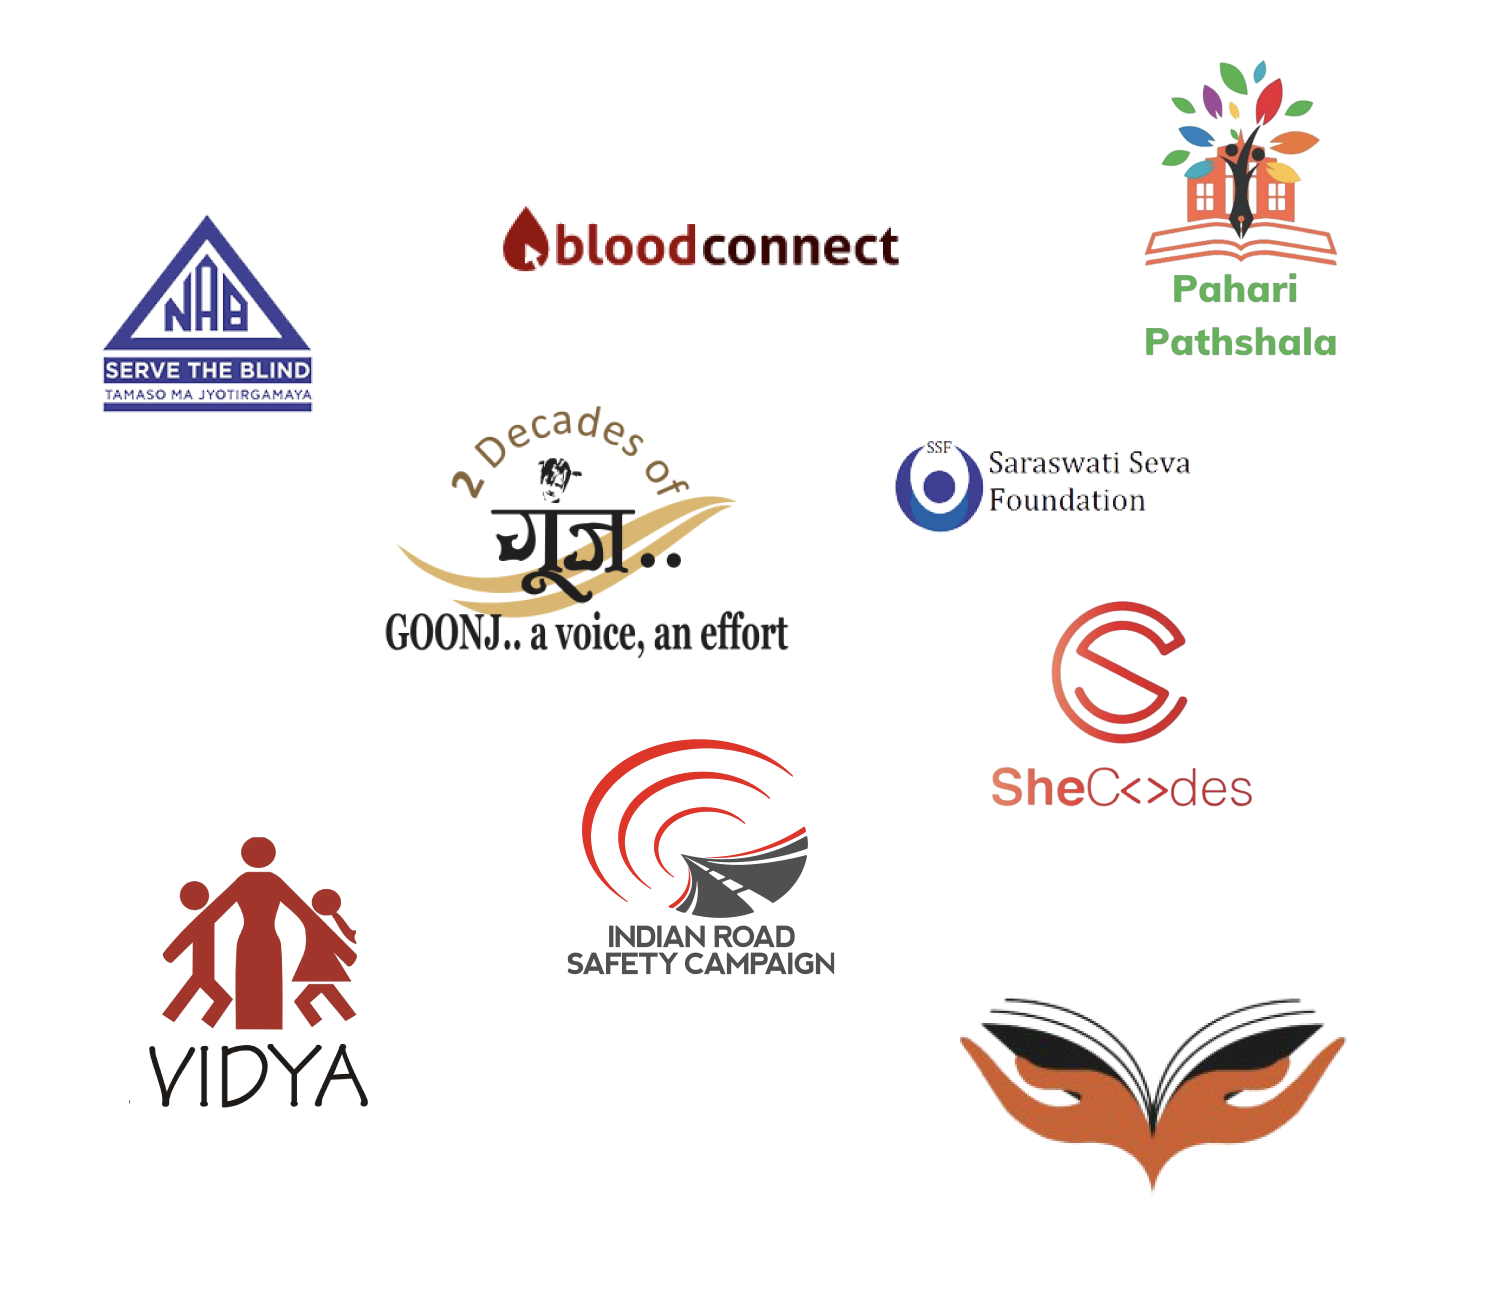 bloodconnect
Pahari
Pathshala
NAB
SERVE THE BLIND
TAMASO MA JYOTIRGAMAYA
2 Decades of
गूंज..
GOONJ.. a voice, an effort
SSF
Saraswati Seva
Foundation
SheC<>des
INDIAN ROAD
SAFETY CAMPAIGN
VIDYA